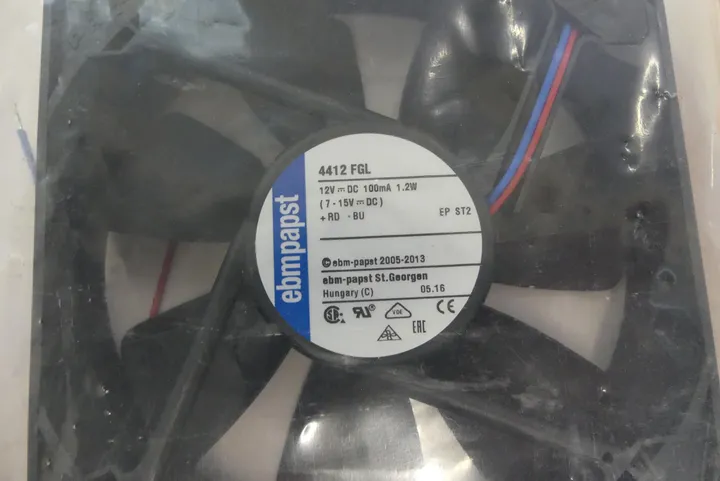 ebmpapst
4412 FGL
12V ⎓ DC 100mA 1.2W
(7-15V ⎓ DC)
+RD -BU EP ST2
© ebm-papst 2005-2013
ebm-papst St.Georgen
Hungary (C) 05.16
VDE CE
EAC